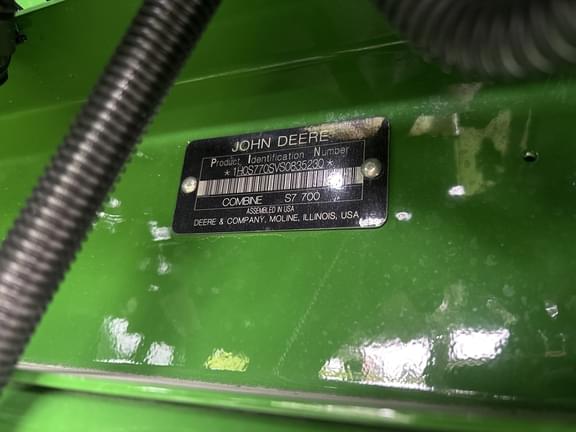 JOHN DEERE
Product Identification Number
*1H0S770SVS0835230*
COMBINE S7 700
ASSEMBLED IN USA
DEERE & COMPANY, MOLINE, ILLINOIS, USA